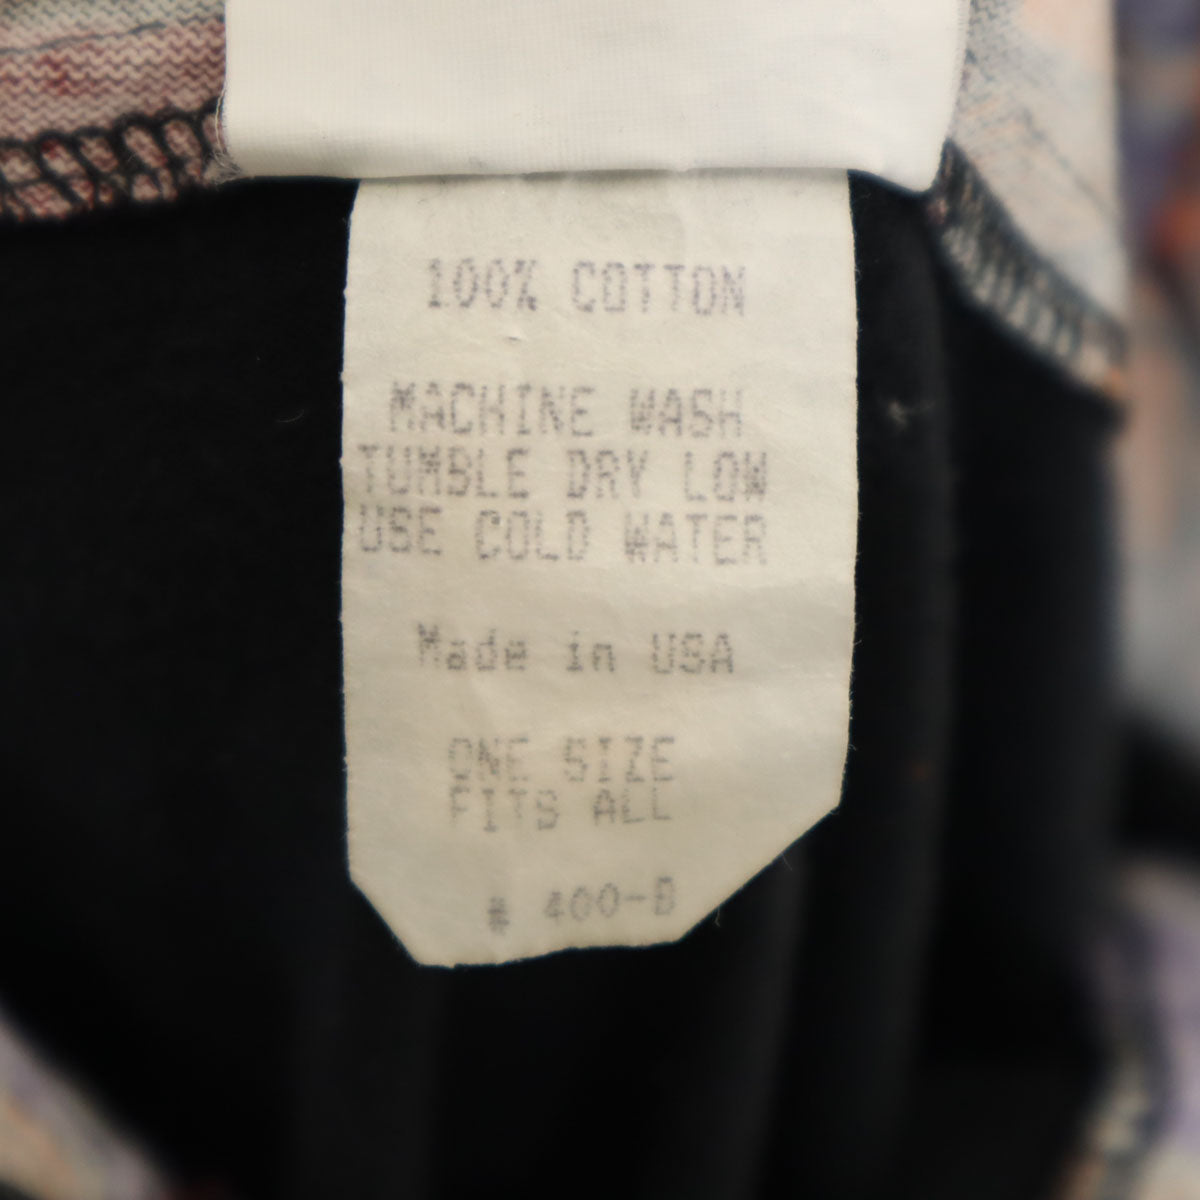 100% COTTON
MACHINE WASH
TUMBLE DRY LOW
USE COLD WATER
Made in USA
ONE SIZE
FITS ALL
# 400-B